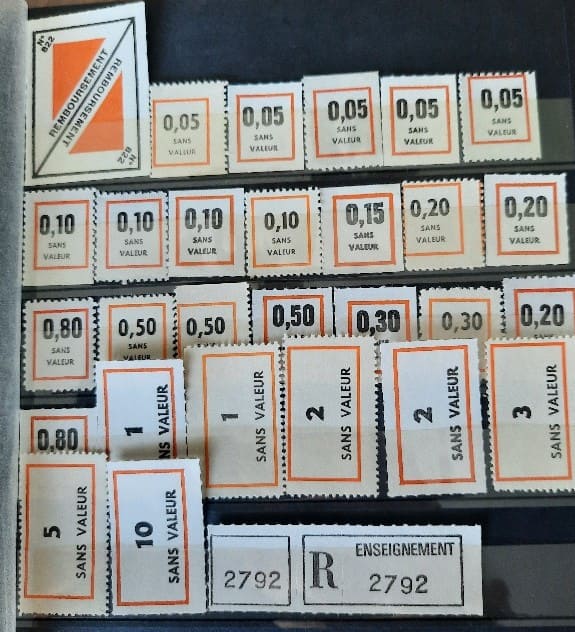 N° 822
REMBOURSEMENT
REMBOURSEMENT
N° 822
0,05
SANS
VALEUR
0,05
SANS
VALEUR
0,05
SANS
VALEUR
0,05
SANS
VALEUR
0,05
SANS
VALEUR
0,10
SANS
VALEUR
0,10
SANS
VALEUR
0,10
SANS
VALEUR
0,10
SANS
VALEUR
0,15
SANS
VALEUR
0,20
SANS
VALEUR
0,20
SANS
VALEUR
0,80
SANS
VALEUR
0,50
SANS
VALEUR
0,50
0,50
0,30
0,30
0,20
0,80
1
SANS VALEUR
1
SANS VALEUR
2
SANS VALEUR
2
SANS VALEUR
3
SANS VALEUR
5
SANS VALEUR
10
SANS VALEUR
2792
R
ENSEIGNEMENT
2792